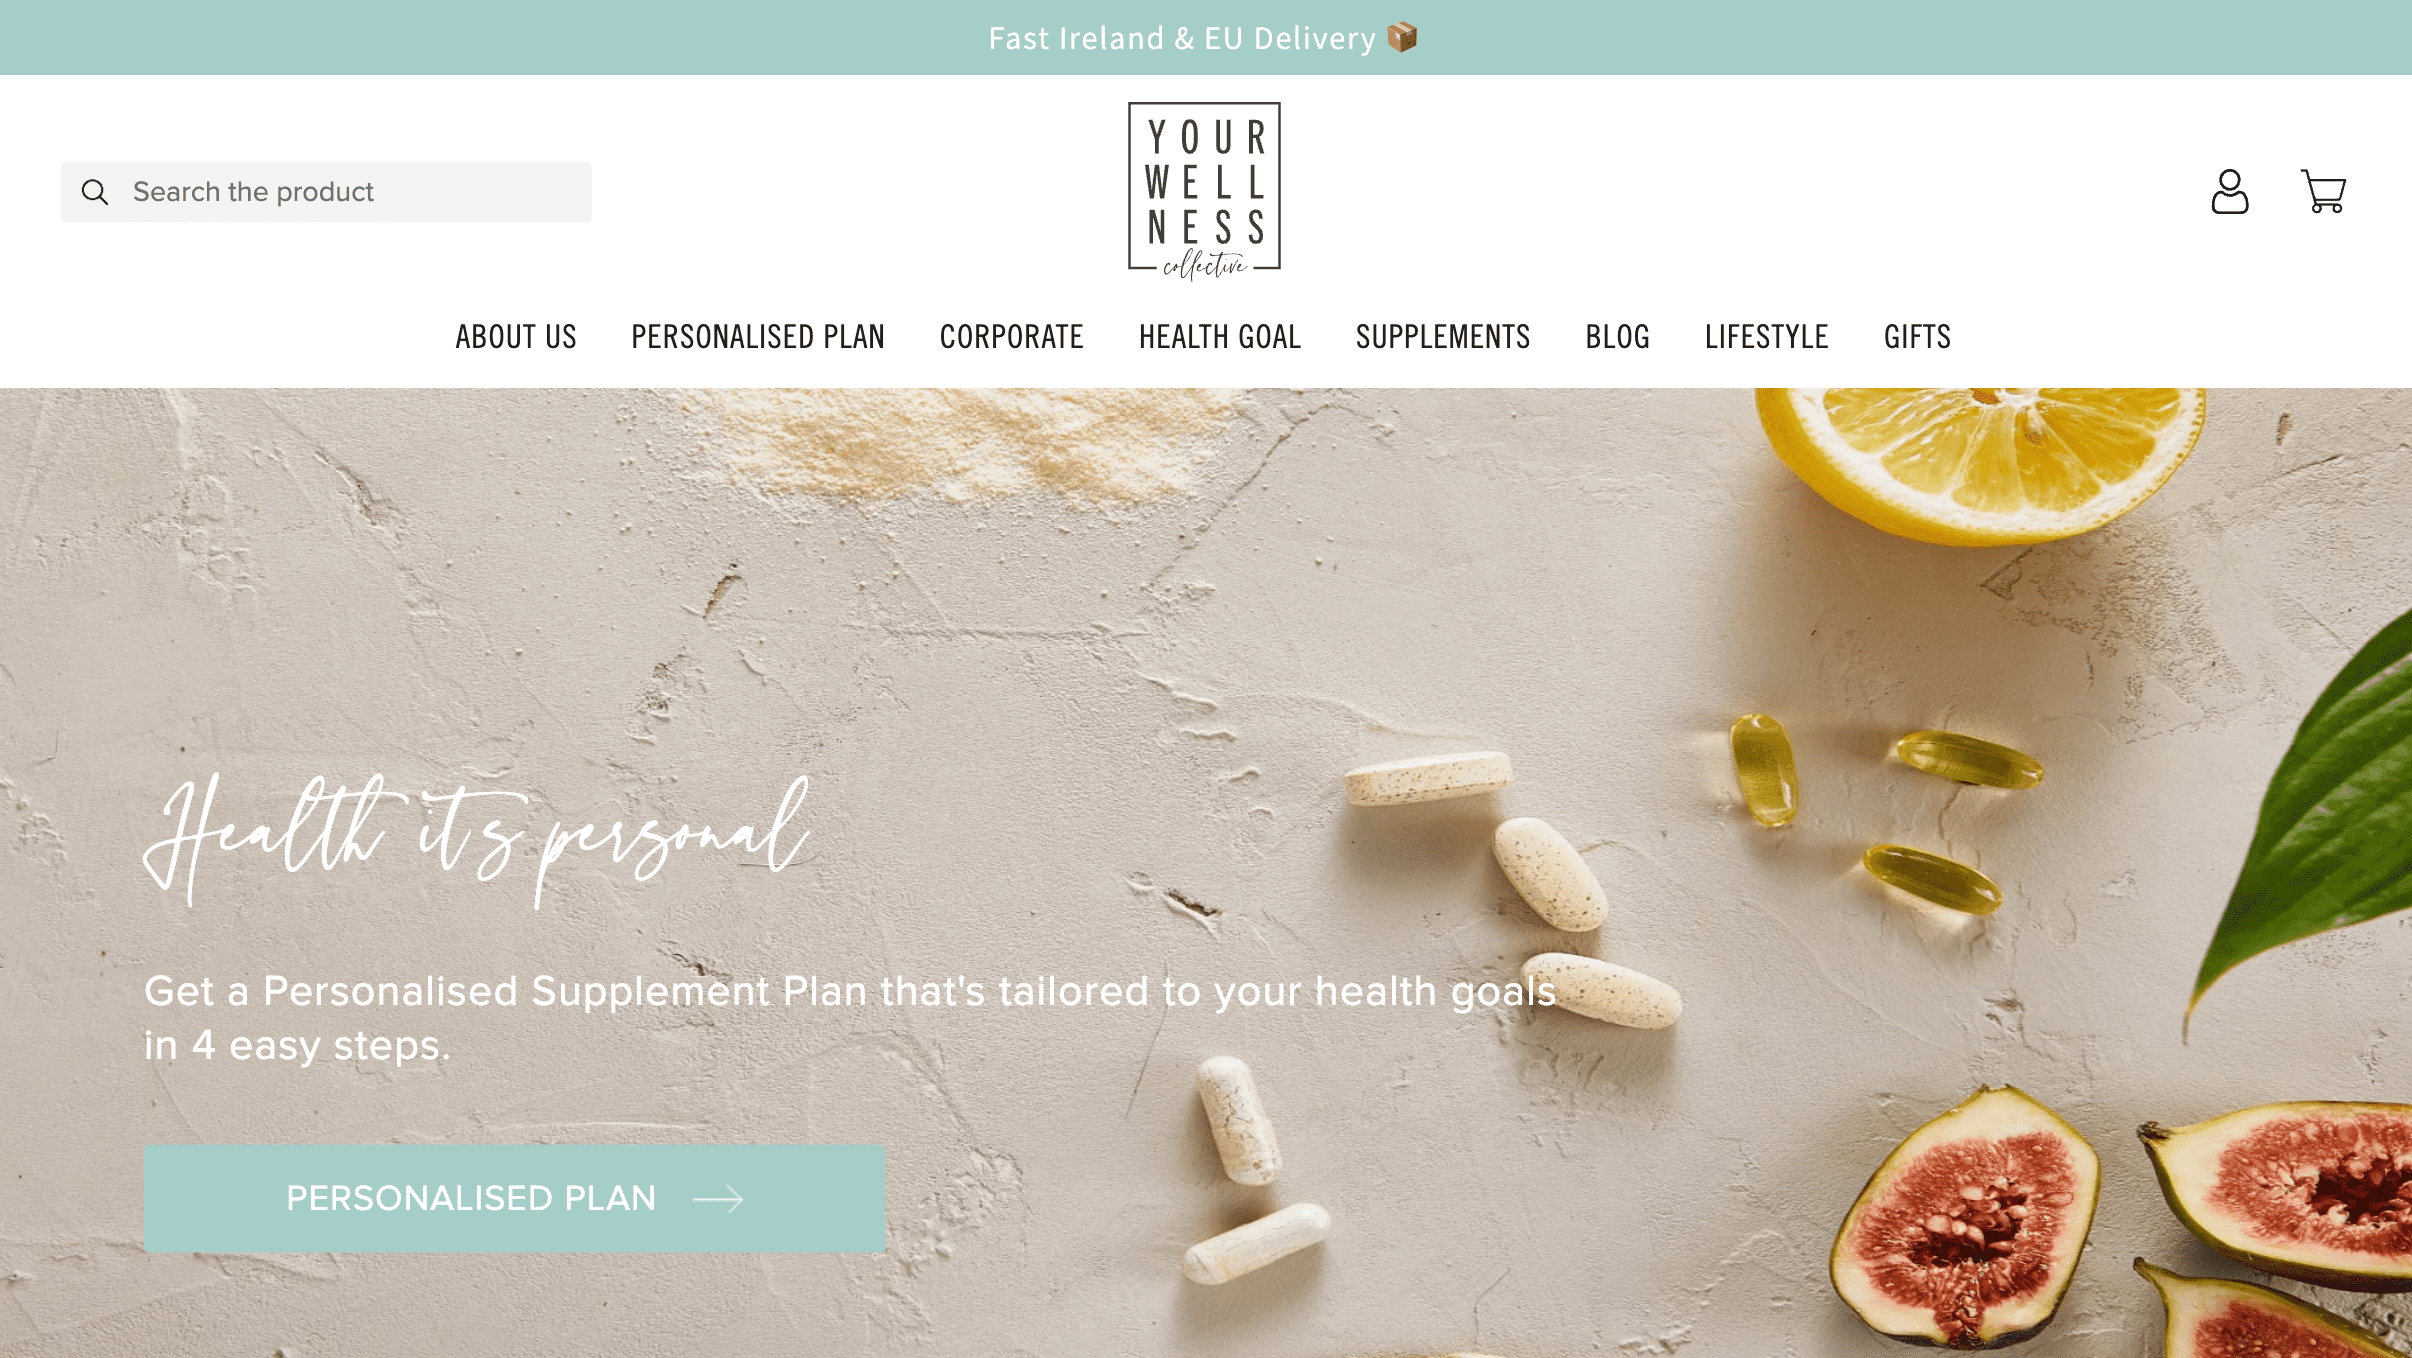 Fast Ireland & EU Delivery 📦
Search the product
YOUR
WELL
NESS
collective
ABOUT US PERSONALISED PLAN CORPORATE HEALTH GOAL SUPPLEMENTS BLOG LIFESTYLE GIFTS
Health it's personal
Get a Personalised Supplement Plan that's tailored to your health goals
in 4 easy steps.
PERSONALISED PLAN